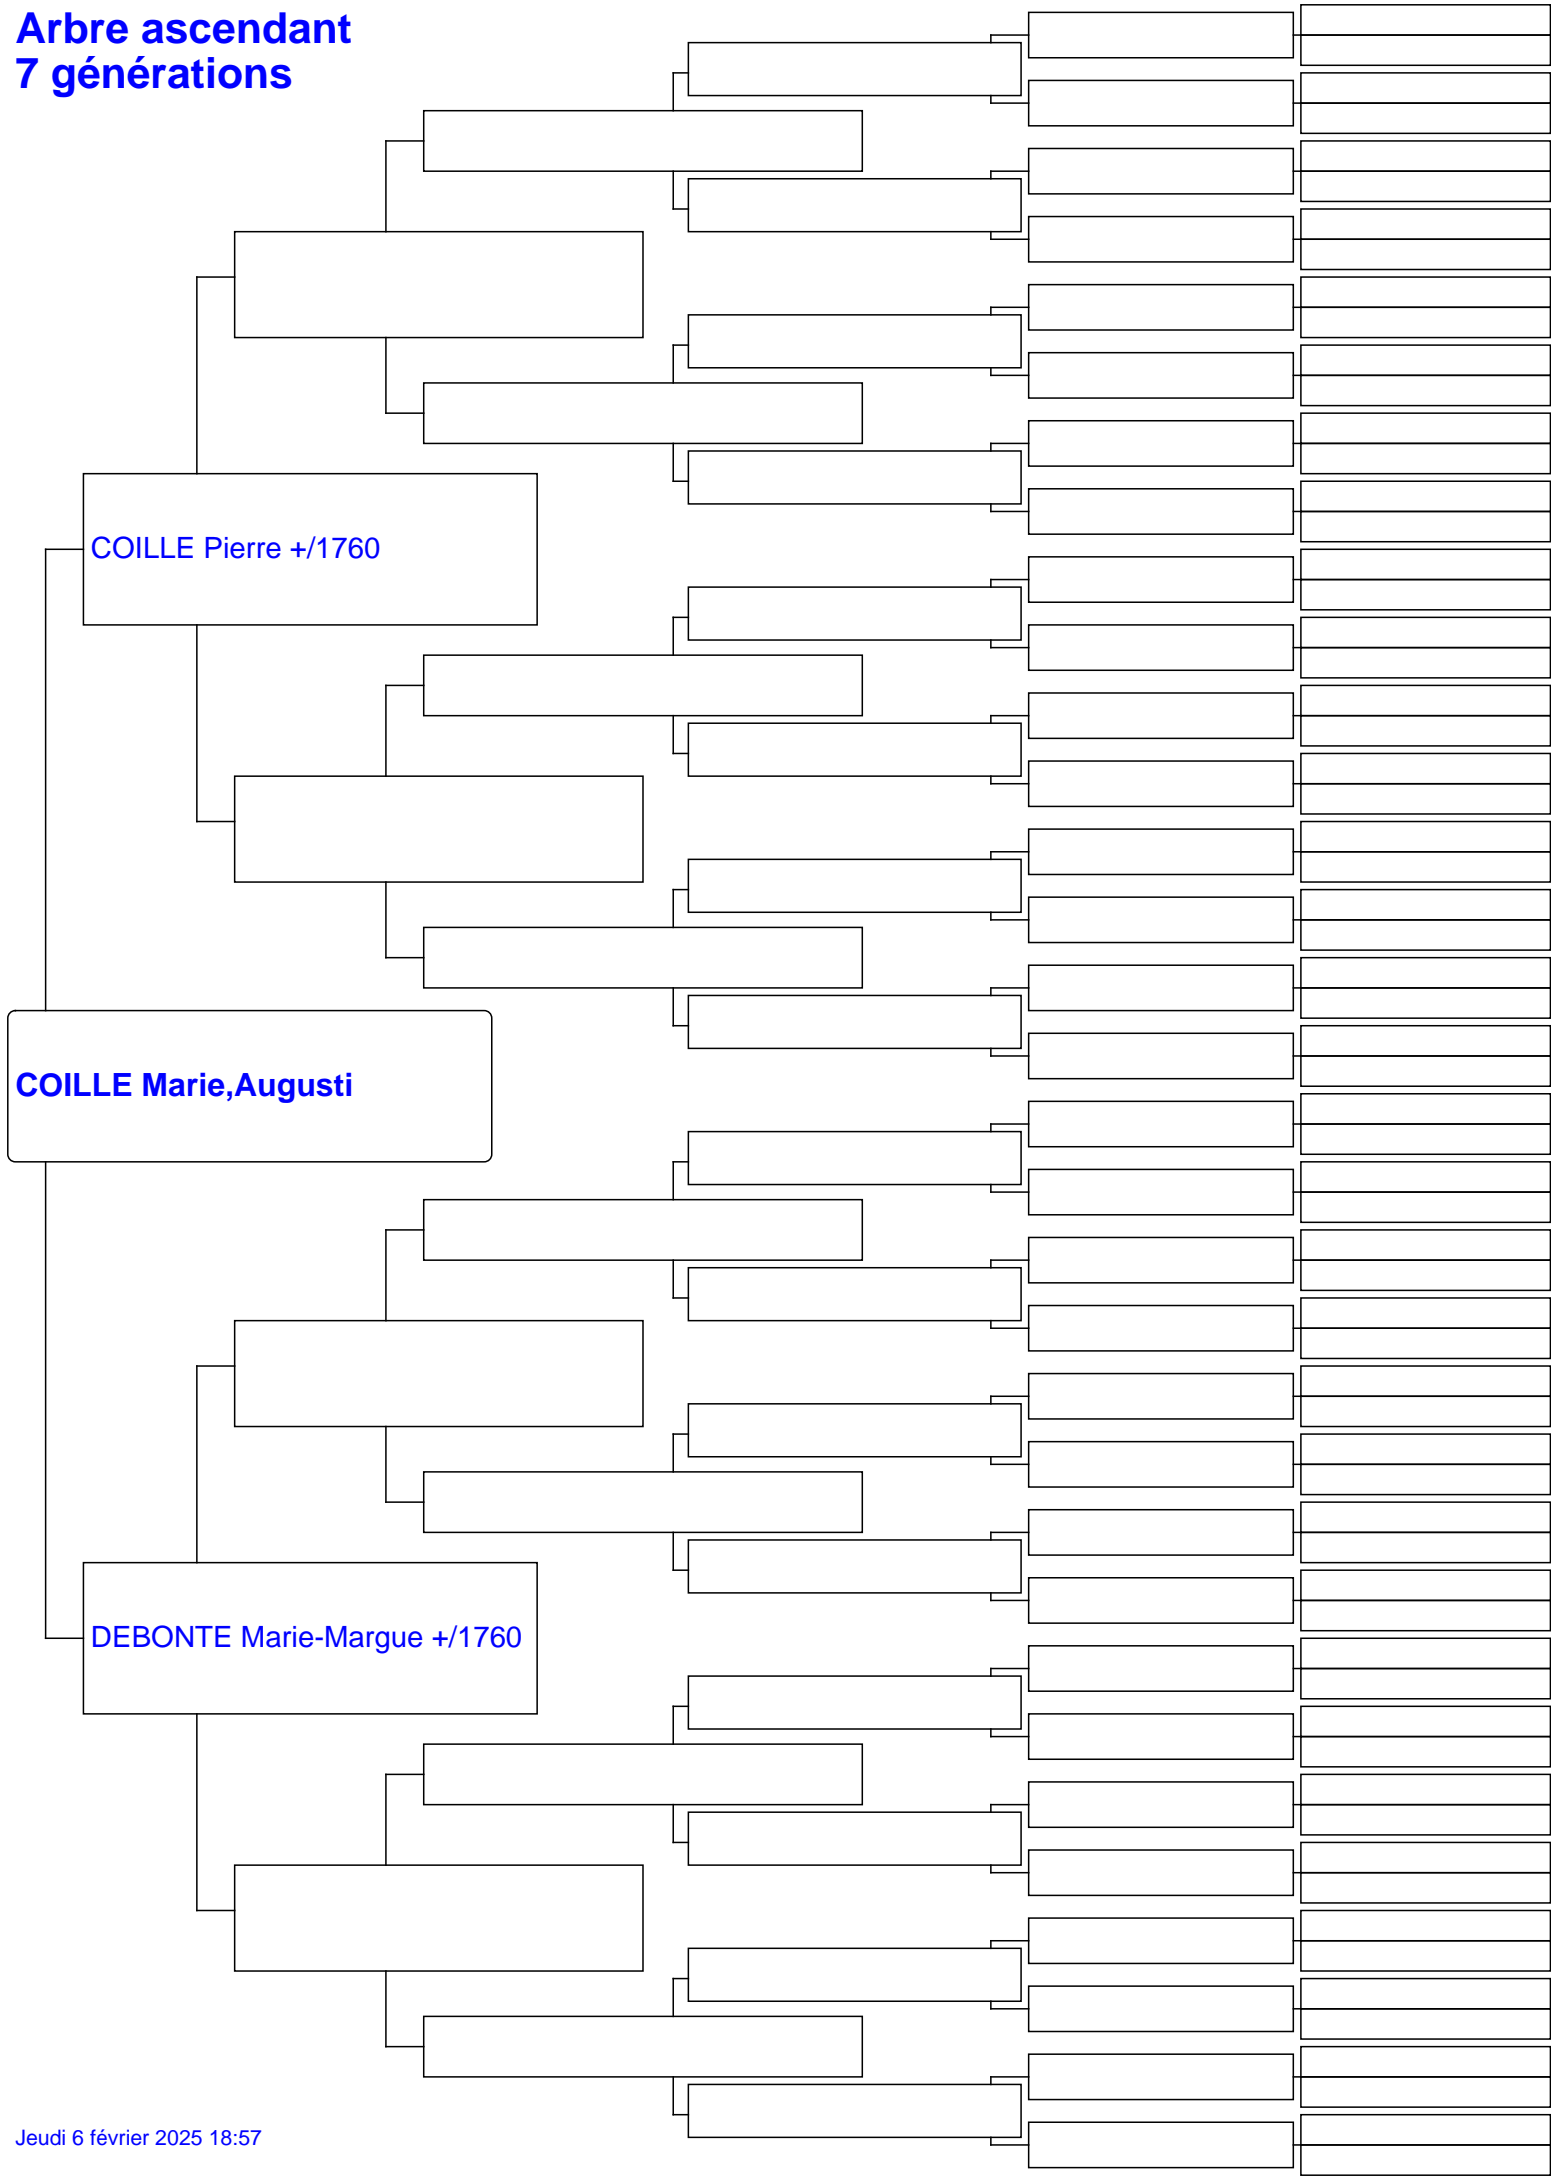 Arbre ascendant
7 générations
COILLE Pierre +/1760
COILLE Marie,Augusti
DEBONTE Marie-Margue +/1760
Jeudi 6 février 2025 18:57